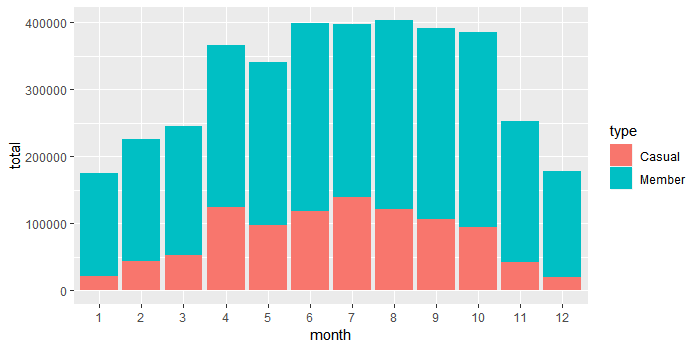 400000
300000
200000
100000
0
total
1 2 3 4 5 6 7 8 9 10 11 12
month
type
Casual
Member